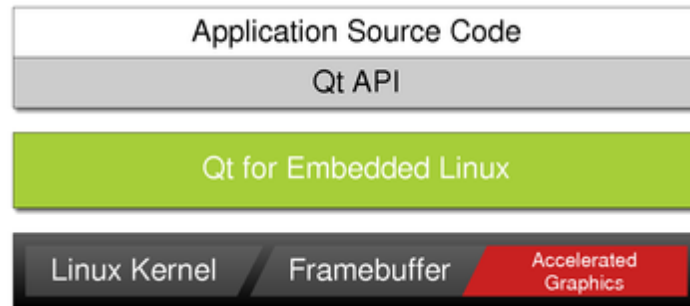 Application Source Code
Qt API
Qt for Embedded Linux
Linux Kernel Framebuffer Accelerated
Graphics